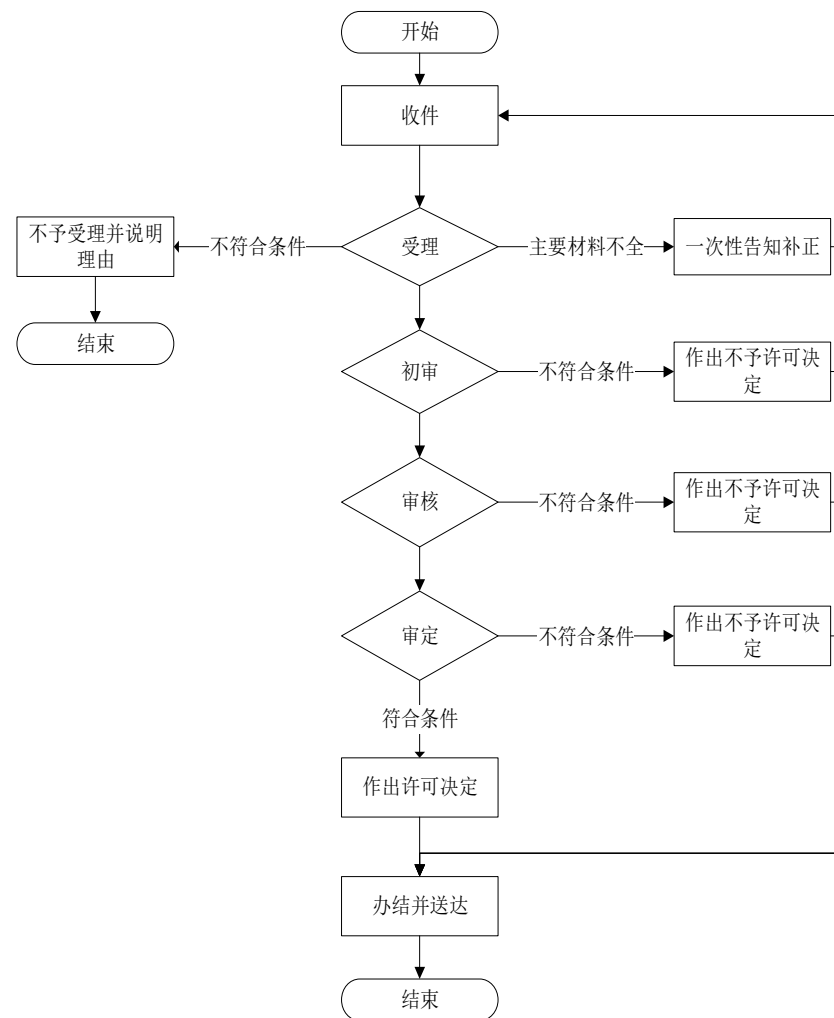 开始
收件
不予受理并说明
理由
不符合条件
受理
主要材料不全
一次性告知补正
结束
初审
不符合条件
作出不予许可决
定
审核
不符合条件
作出不予许可决
定
审定
不符合条件
作出不予许可决
定
符合条件
作出许可决定
办结并送达
结束